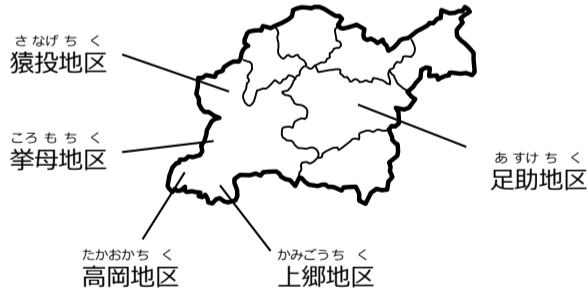 さなげちく
猿投地区
ころもちく
挙母地区
あすけちく
足助地区
たかおかちく
高岡地区
かみごうちく
上郷地区